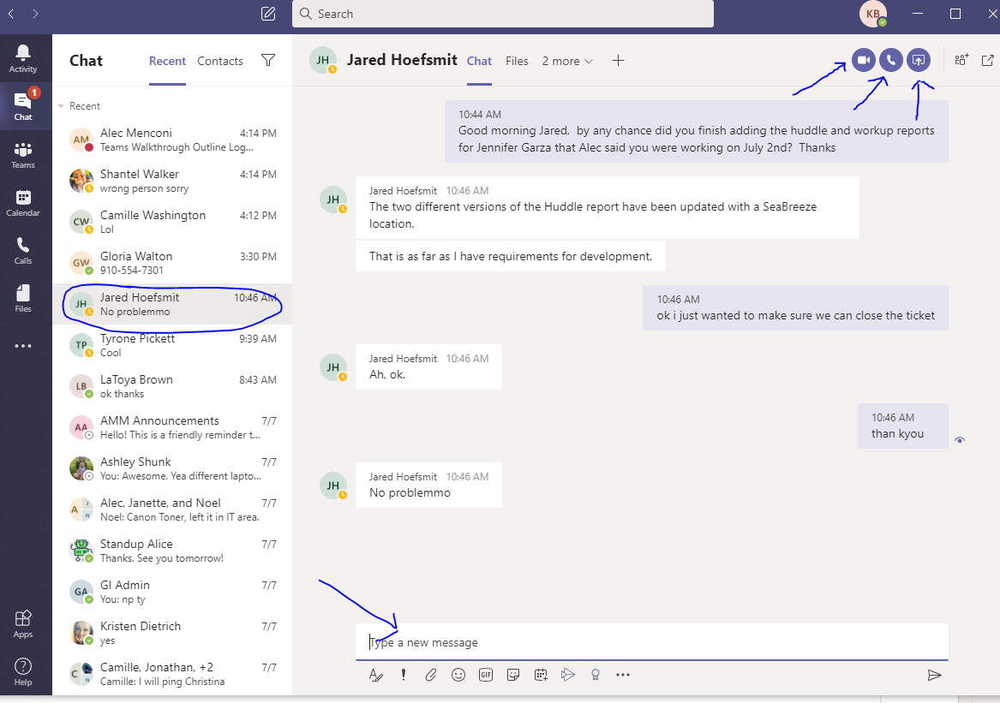 Search
KB
Activity
1
Chat
Teams
Calendar
Calls
Files
Apps
Help
Chat
Recent
Contacts
Recent
AM
Alec Menconi
4:14 PM
Teams Walkthrough Outline Log...
Shantel Walker
4:14 PM
wrong person sorry
CW
Camille Washington
4:12 PM
Lol
GW
Gloria Walton
3:30 PM
910-554-7301
JH
Jared Hoefsmit
10:46 AM
No problemmo
TP
Tyrone Pickett
9:39 AM
Cool
LB
LaToya Brown
8:43 AM
ok thanks
AA
AMM Announcements
7/7
Hello! This is a friendly reminder t...
Ashley Shunk
7/7
You: Awesome. Yea different lapto...
A
I
N
Alec, Janette, and Noel
7/7
Noel: Canon Toner, left it in IT area.
Standup Alice
7/7
Thanks. See you tomorrow!
GA
GI Admin
7/7
You: np ty
Kristen Dietrich
7/7
yes
C
N
Camille, Jonathan, +2
7/7
Camille: I will ping Christina
JH
Jared Hoefsmit
Chat
Files
2 more
10:44 AM
Good morning Jared,  by any chance did you finish adding the huddle and workup reports
for Jennifer Garza that Alec said you were working on July 2nd?  Thanks
JH
Jared Hoefsmit 10:46 AM
The two different versions of the Huddle report have been updated with a SeaBreeze
location.
That is as far as I have requirements for development.
10:46 AM
ok i just wanted to make sure we can close the ticket
JH
Jared Hoefsmit 10:46 AM
Ah, ok.
10:46 AM
than kyou
JH
Jared Hoefsmit 10:46 AM
No problemmo
Type a new message
GIF